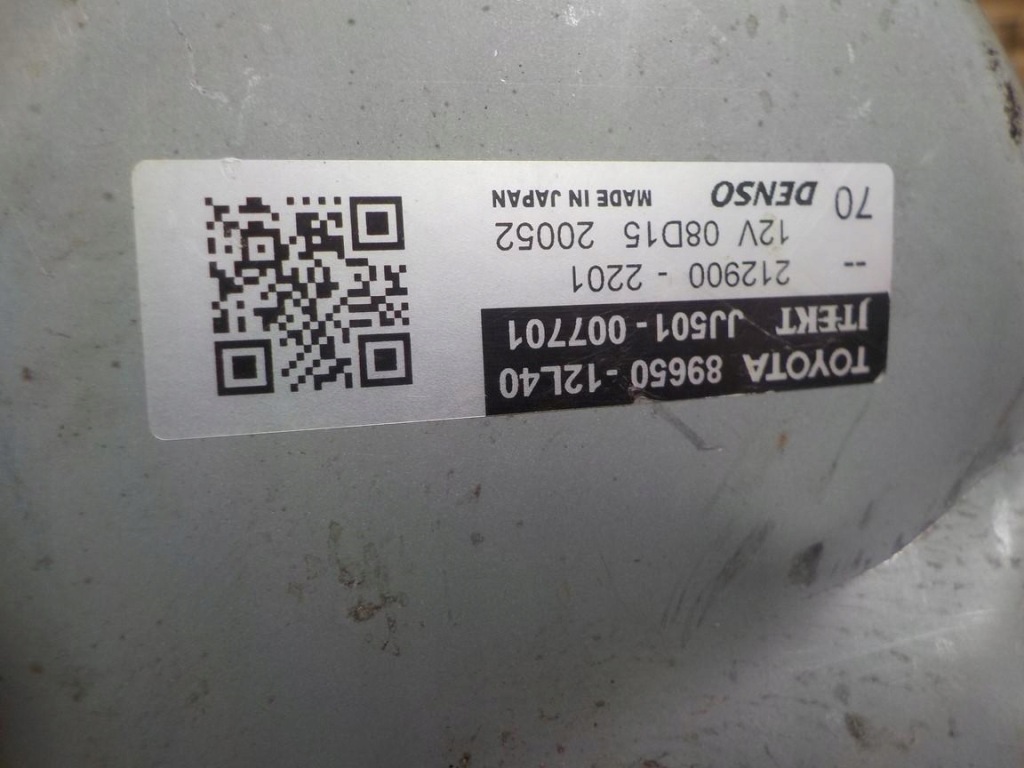 TOYOTA 89650-12L40
JTEKT JJ501-007701
-- 212900-2201
12V 08D15 20052
70 DENSO MADE IN JAPAN